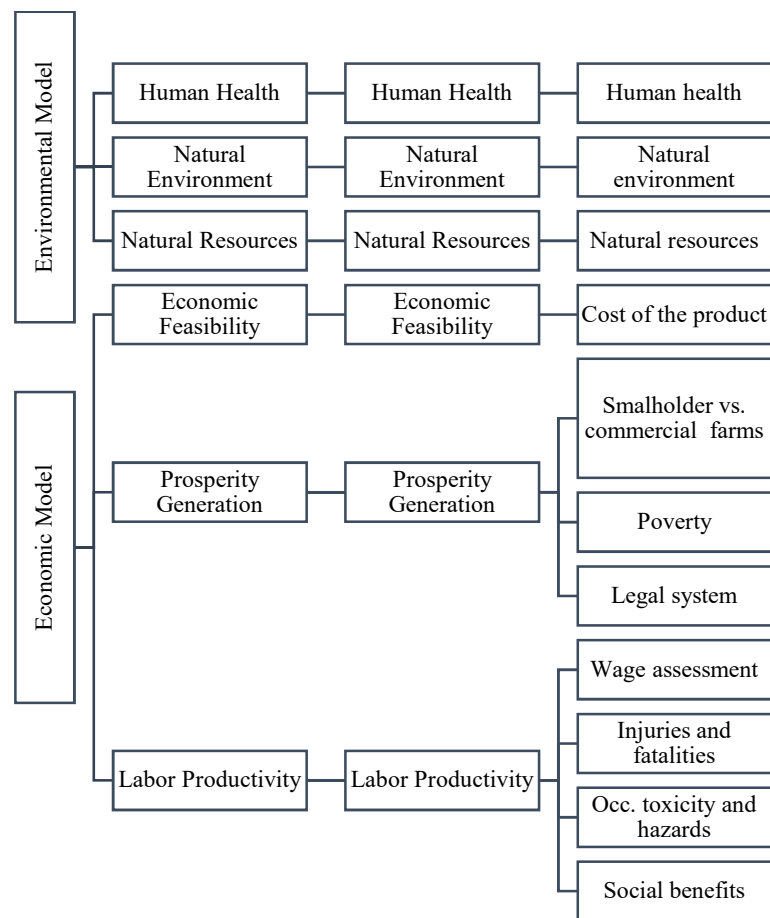 Environmental Model
Human Health
Human Health
Human health
Natural
Environment
Natural
Environment
Natural
environment
Natural Resources
Natural Resources
Natural resources
Economic Model
Economic
Feasibility
Economic
Feasibility
Cost of the product
Prosperity
Generation
Prosperity
Generation
Smalholder vs.
commercial farms
Poverty
Legal system
Labor Productivity
Labor Productivity
Wage assessment
Injuries and
fatalities
Occ. toxicity and
hazards
Social benefits